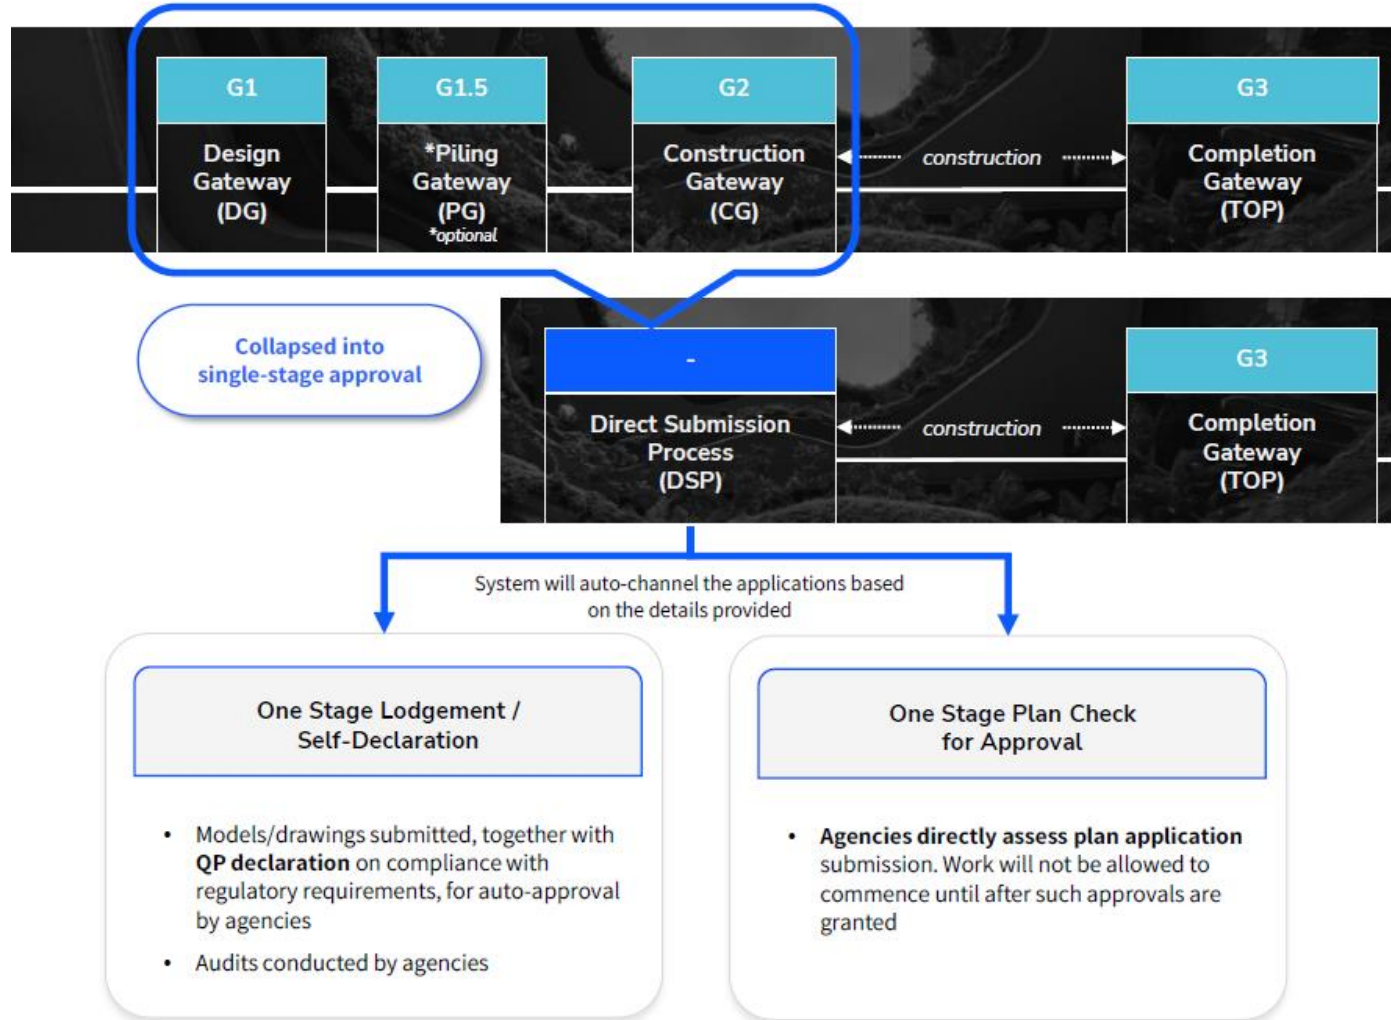 G1
Design
Gateway
(DG)
G1.5
*Piling
Gateway
(PG)
*optional
G2
Construction
Gateway
(CG)
construction
G3
Completion
Gateway
(TOP)
Collapsed into
single-stage approval
-
Direct Submission
Process
(DSP)
construction
G3
Completion
Gateway
(TOP)
System will auto-channel the applications based
on the details provided
One Stage Lodgement /
Self-Declaration
• Models/drawings submitted, together with
QP declaration on compliance with
regulatory requirements, for auto-approval
by agencies
• Audits conducted by agencies
One Stage Plan Check
for Approval
• Agencies directly assess plan application
submission. Work will not be allowed to
commence until after such approvals are
granted